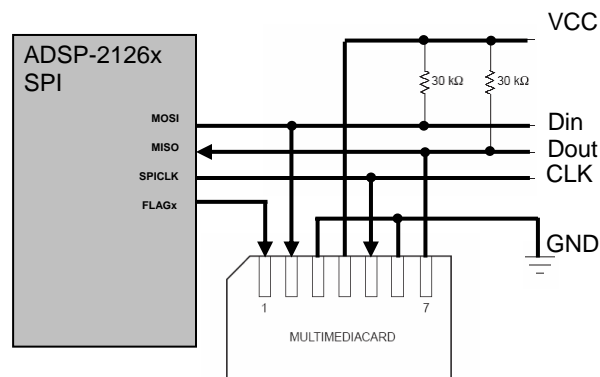 ADSP-2126x
SPI
MOSI
MISO
SPICLK
FLAGx
VCC
30 kΩ
30 kΩ
Din
Dout
CLK
GND
1
7
MULTIMEDIACARD